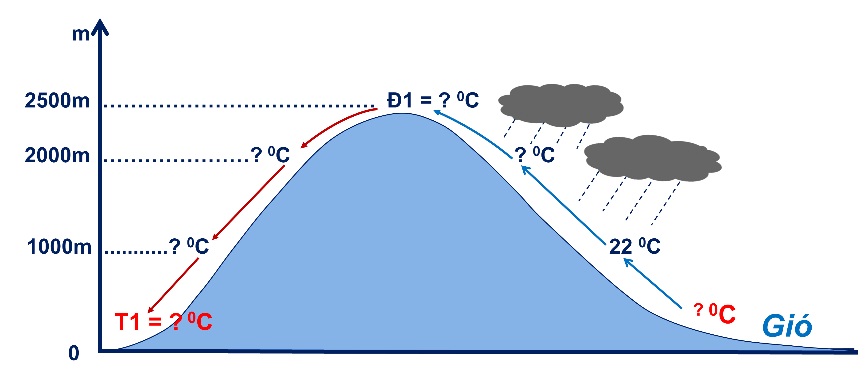 m
2500m Đ1 = ? ⁰C
2000m ? ⁰C ? ⁰C
1000m ? ⁰C 22 ⁰C
T1 = ? ⁰C ? ⁰C Gió
0